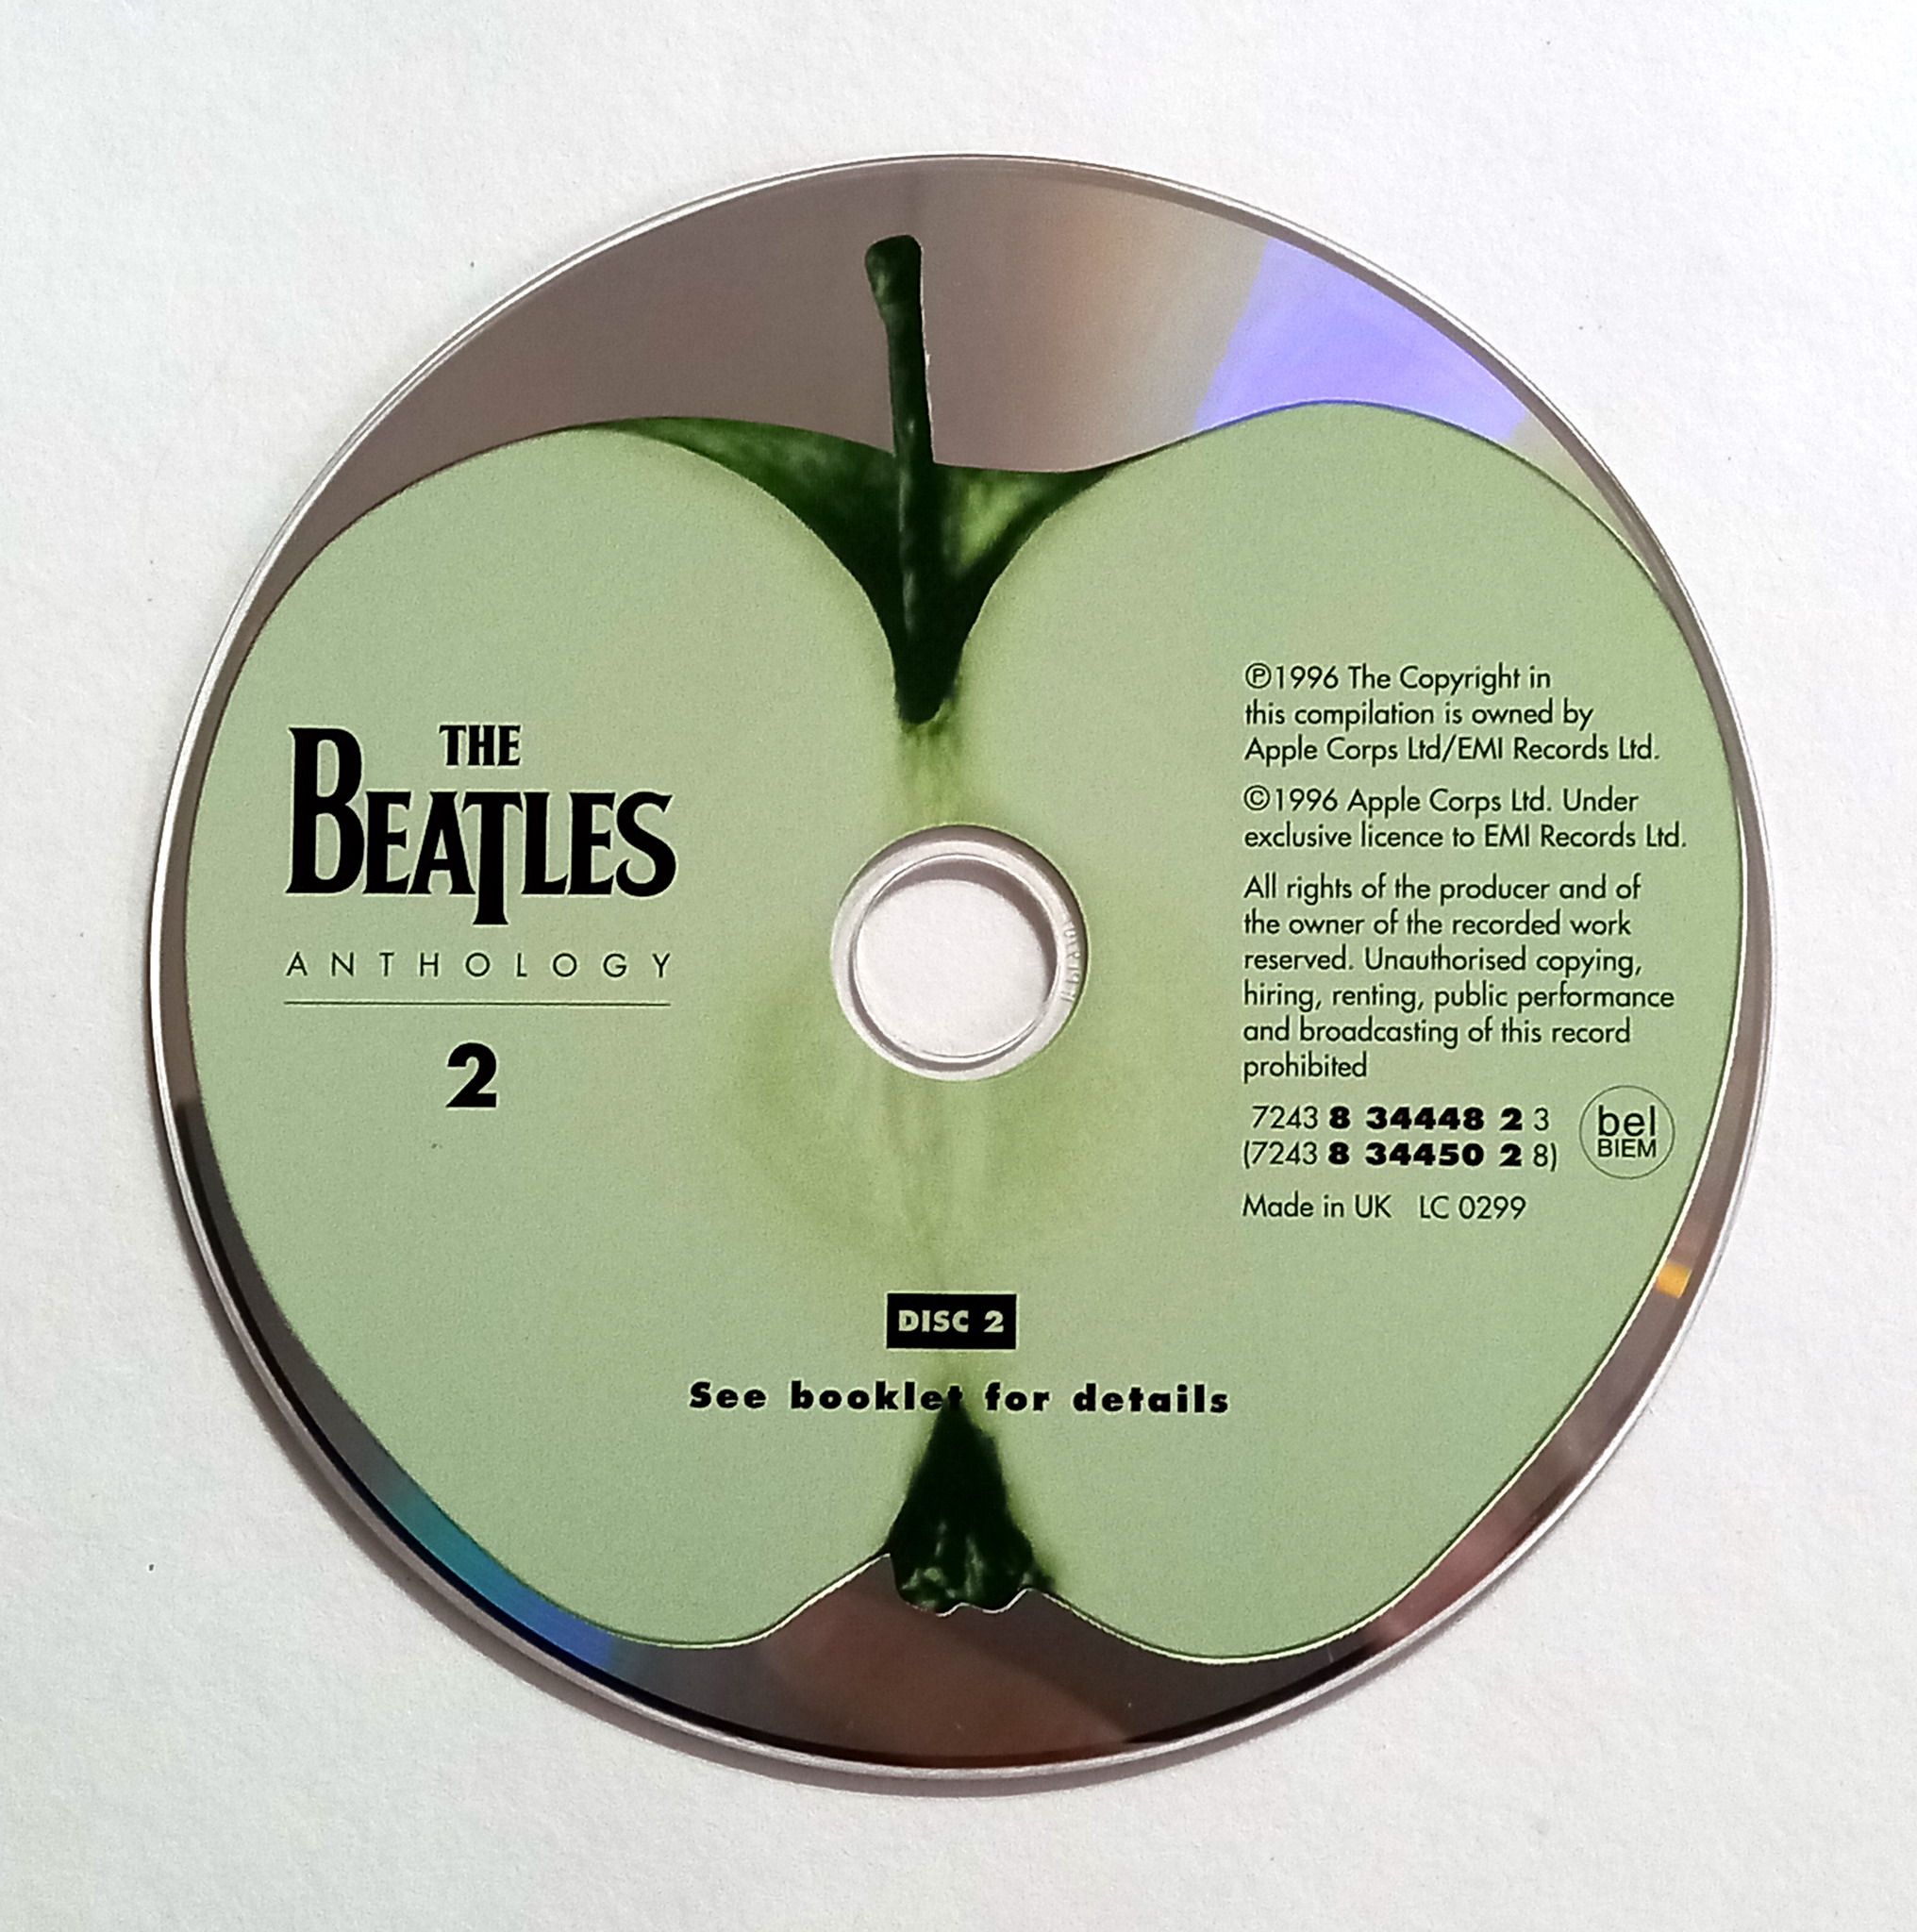 THE
BEATLES
ANTHOLOGY
2
℗1996 The Copyright in
this compilation is owned by
Apple Corps Ltd/EMI Records Ltd.
©1996 Apple Corps Ltd. Under
exclusive licence to EMI Records Ltd.
All rights of the producer and of
the owner of the recorded work
reserved. Unauthorised copying,
hiring, renting, public performance
and broadcasting of this record
prohibited
7243 8 34448 2 3
(7243 8 34450 2 8)
bel
BIEM
Made in UK LC 0299
DISC 2
See booklet for details